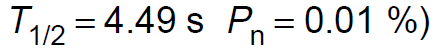 T1/2 = 4.49 s Pn = 0.01 %)